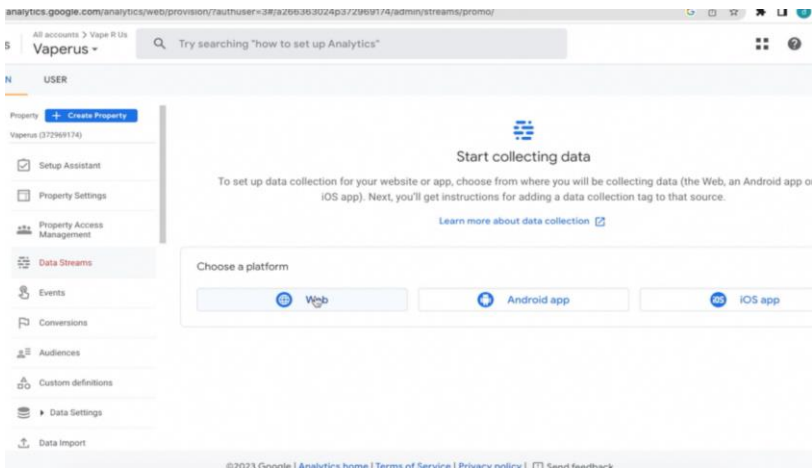 analytics.google.com/analytics/web/provision/?authuser=3#/a266363024p372969174/admin/streams/promo/
All accounts > Vape R Us
Vaperus
Try searching "how to set up Analytics"
N USER
Property + Create Property
Vaperus (372969174)
Setup Assistant
Property Settings
Property Access
Management
Data Streams
Events
Conversions
Audiences
Custom definitions
Data Settings
Data Import
Start collecting data
To set up data collection for your website or app, choose from where you will be collecting data (the Web, an Android app or
iOS app). Next, you'll get instructions for adding a data collection tag to that source.
Learn more about data collection
Choose a platform
Web
Android app
iOS iOS app
©2023 Google | Analytics home | Terms of Service | Privacy policy | Send feedback